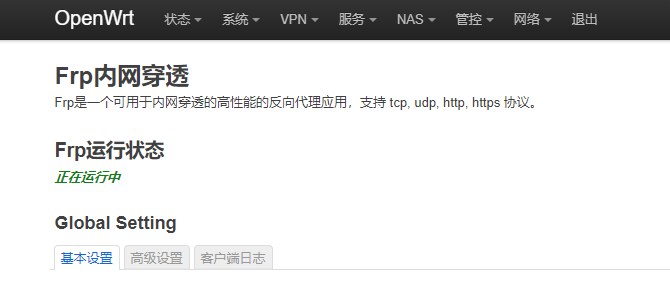 OpenWrt 状态 系统 VPN 服务 NAS 管控 网络 退出
Frp内网穿透
Frp是一个可用于内网穿透的高性能的反向代理应用，支持 tcp, udp, http, https 协议。
Frp运行状态
正在运行中
Global Setting
基本设置 高级设置 客户端日志